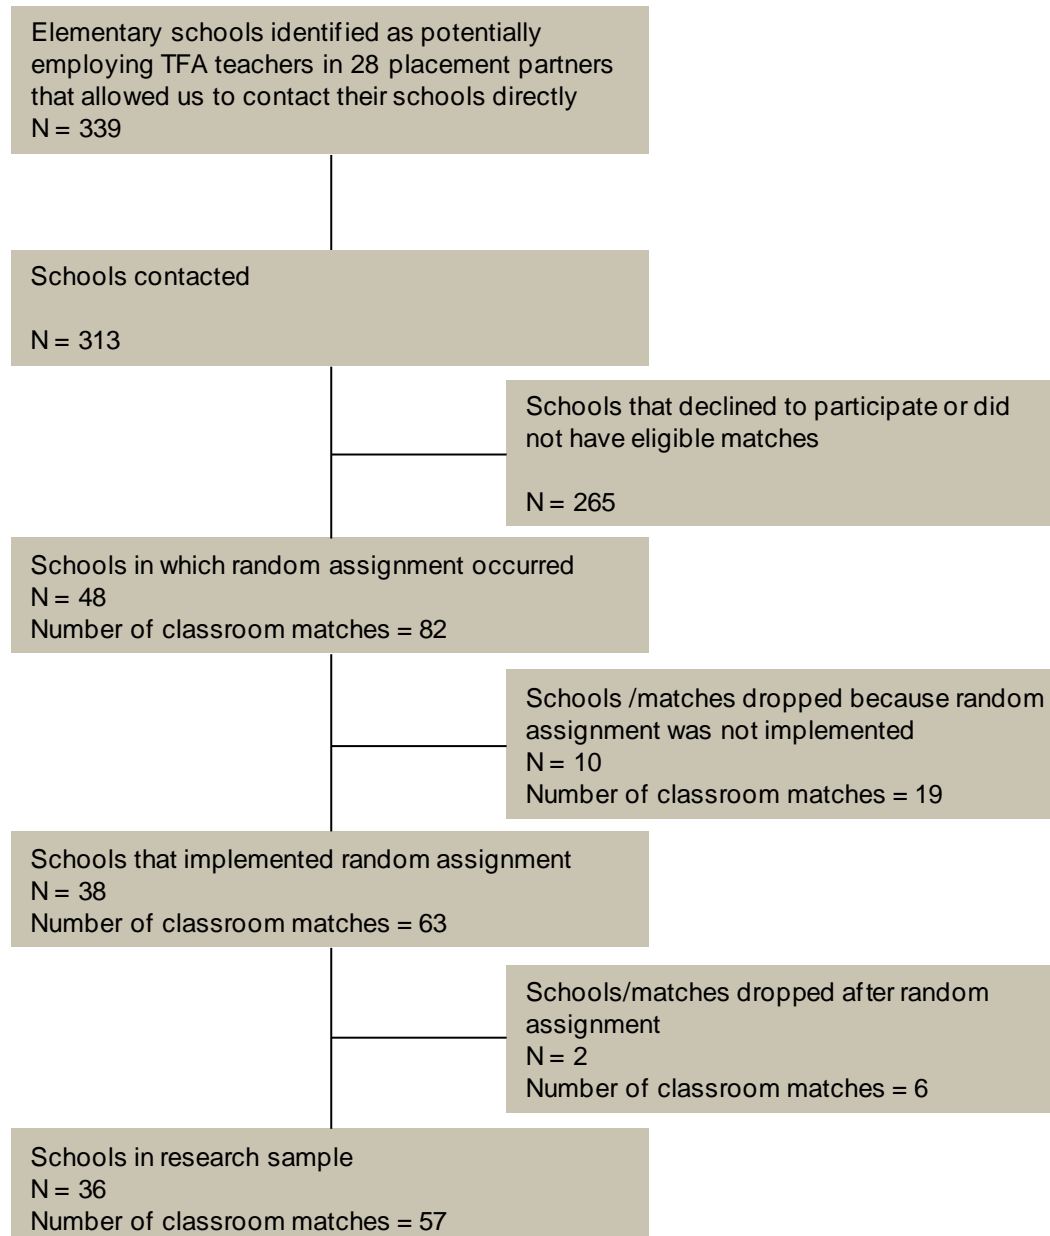 Elementary schools identified as potentially
employing TFA teachers in 28 placement partners
that allowed us to contact their schools directly
N = 339
Schools contacted
N = 313
Schools that declined to participate or did
not have eligible matches
N = 265
Schools in which random assignment occurred
N = 48
Number of classroom matches = 82
Schools /matches dropped because random
assignment was not implemented
N = 10
Number of classroom matches = 19
Schools that implemented random assignment
N = 38
Number of classroom matches = 63
Schools/matches dropped after random
assignment
N = 2
Number of classroom matches = 6
Schools in research sample
N = 36
Number of classroom matches = 57